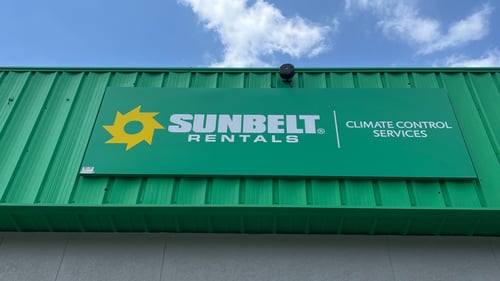 SUNBELT®
RENTALS
CLIMATE CONTROL
SERVICES